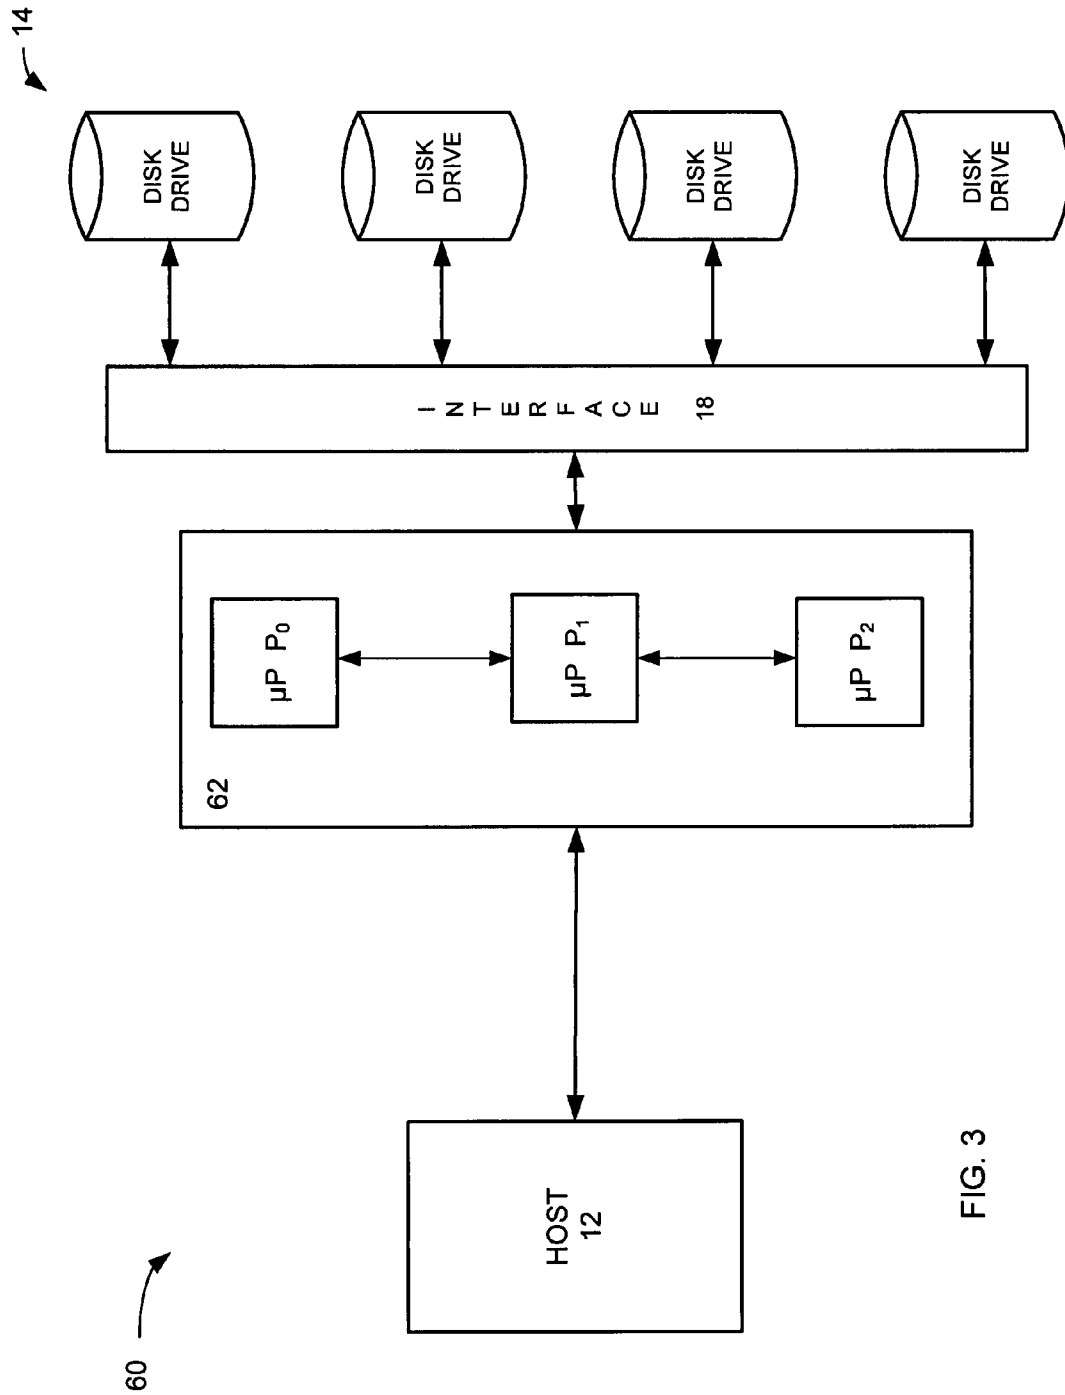 60
14
HOST
12
62
µP P0
µP P1
µP P2
INTERFACE 18
DISK
DRIVE
DISK
DRIVE
DISK
DRIVE
DISK
DRIVE
FIG. 3